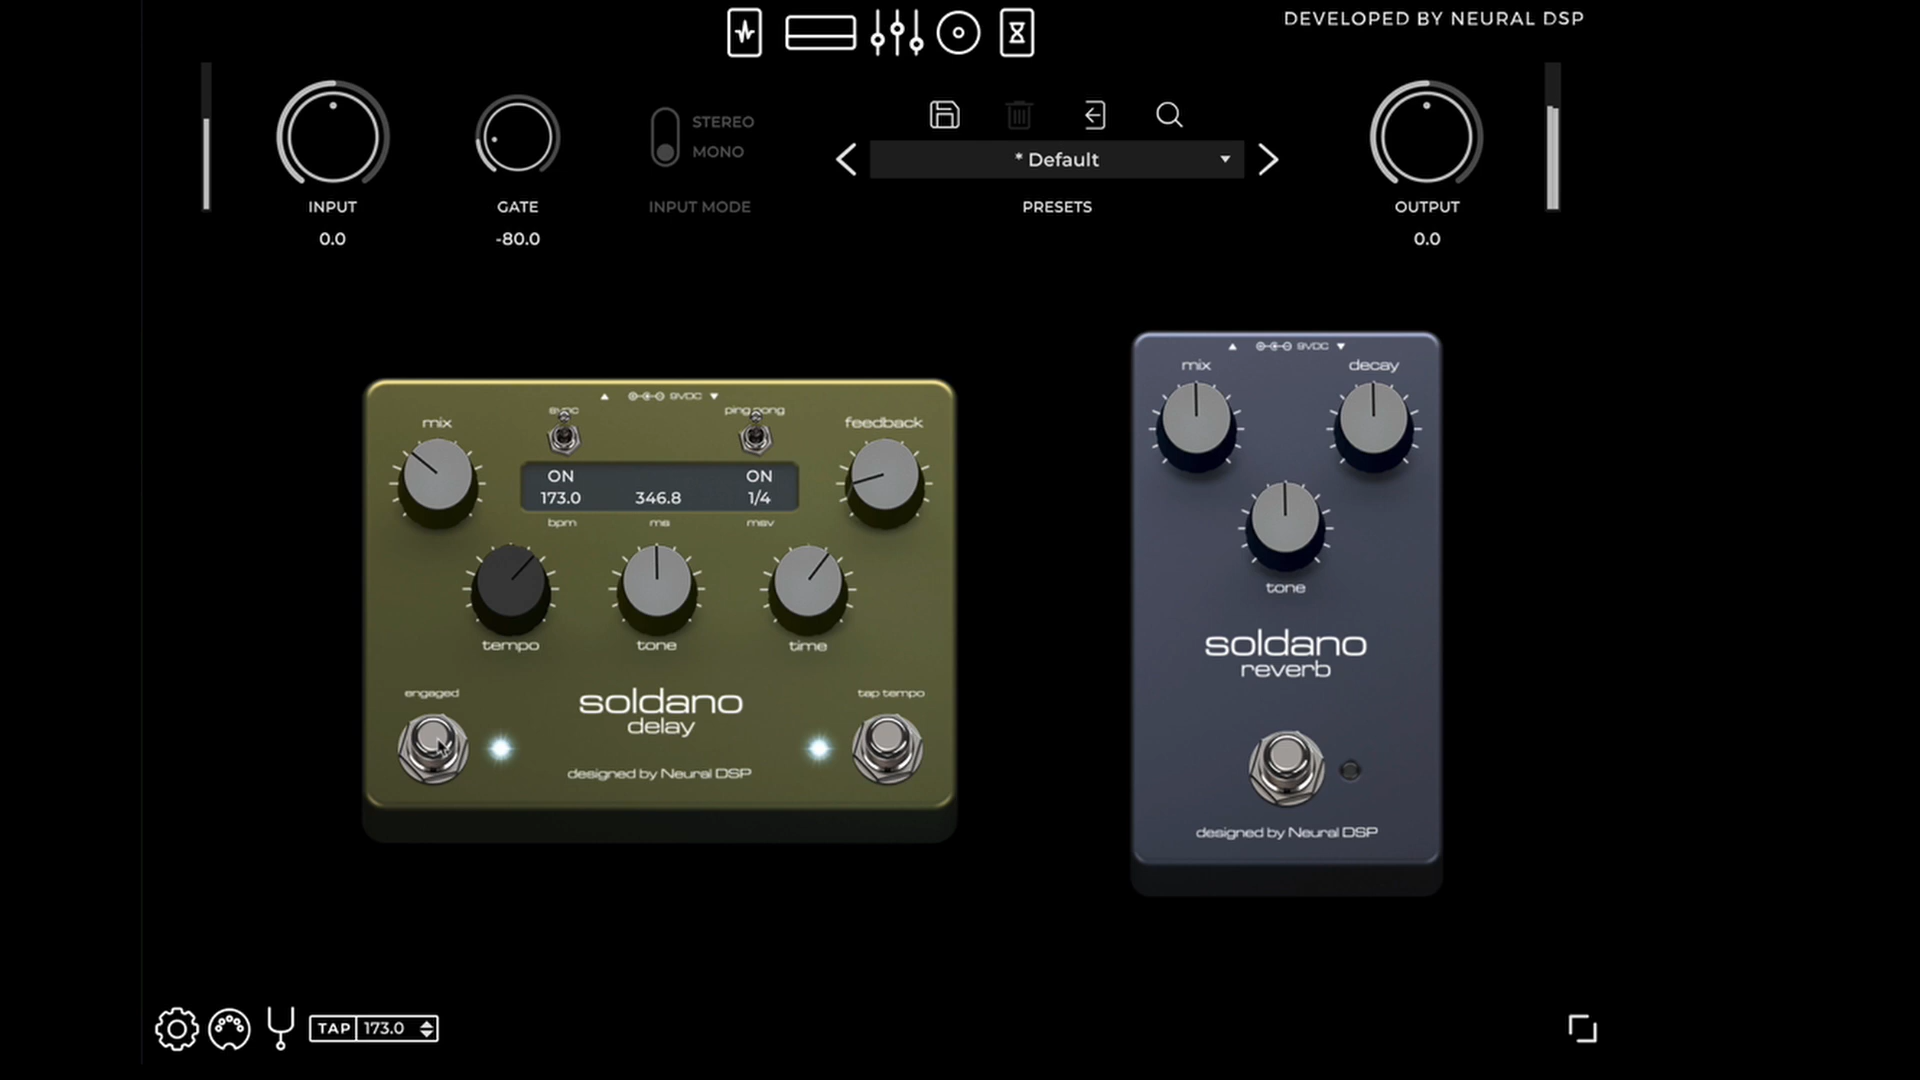 DEVELOPED BY NEURAL DSP
STEREO
MONO
INPUT MODE
INPUT
0.0
GATE
-80.0
* Default
PRESETS
OUTPUT
0.0
9VDC
mix
sync
ping pong
feedback
ON
ON
173.0
346.8
1/4
bpm
ms
msv
tempo
tone
time
engaged
tap tempo
soldano
delay
designed by Neural DSP
9VDC
mix
decay
tone
soldano
reverb
designed by Neural DSP
TAP 173.0